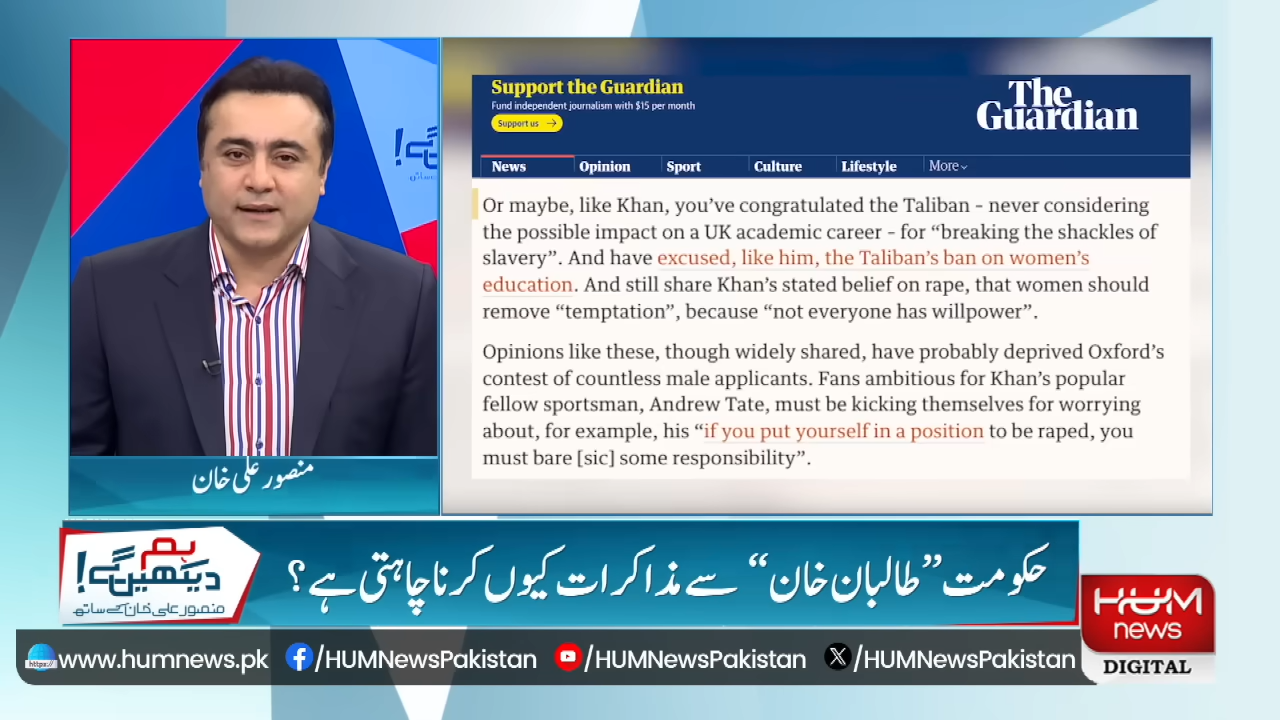 Support the Guardian
Fund independent journalism with $15 per month
Support us →
The
Guardian
News Opinion Sport Culture Lifestyle More
Or maybe, like Khan, you’ve congratulated the Taliban – never considering
the possible impact on a UK academic career – for “breaking the shackles of
slavery”. And have excused, like him, the Taliban’s ban on women’s
education. And still share Khan’s stated belief on rape, that women should
remove “temptation”, because “not everyone has willpower”.
Opinions like these, though widely shared, have probably deprived Oxford’s
contest of countless male applicants. Fans ambitious for Khan’s popular
fellow sportsman, Andrew Tate, must be kicking themselves for worrying
about, for example, his “if you put yourself in a position to be raped, you
must bare [sic] some responsibility”.
منصور علی خان
حکومت ”طالبان خان“ سے مذاکرات کیوں کرنا چاہتی ہے؟
ہم
دیکھیں گے!
منصور علی خان کے ساتھ
HUM
news
DIGITAL
https://
www.humnews.pk /HUMNewsPakistan /HUMNewsPakistan /HUMNewsPakistan